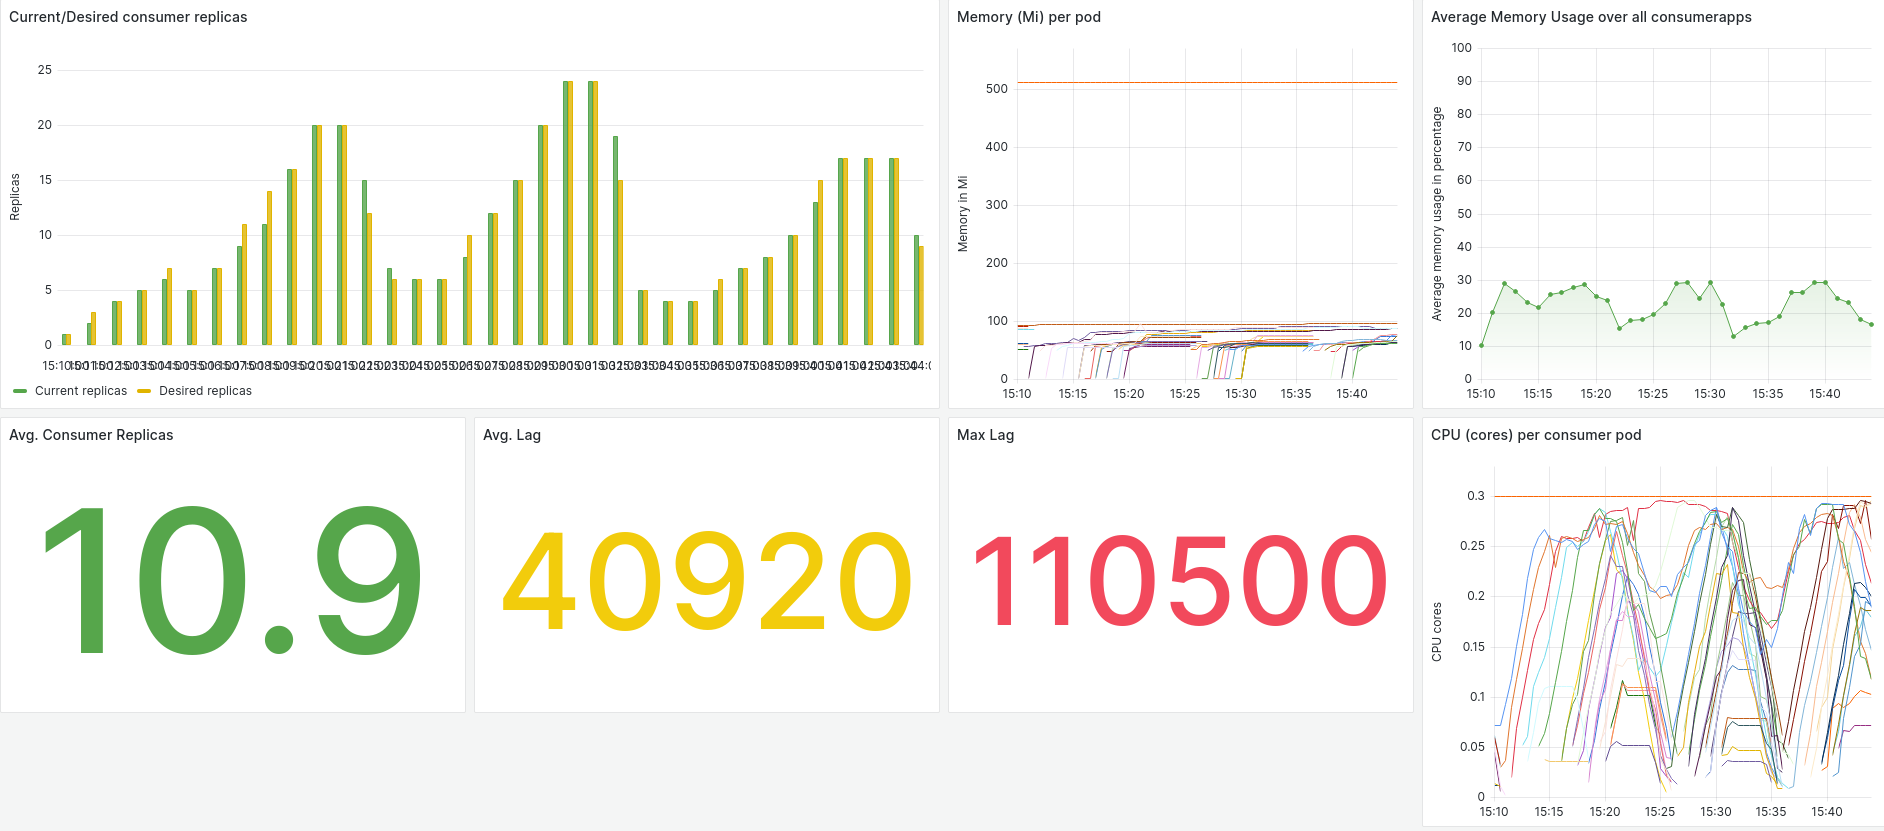 Current/Desired consumer replicas
Replicas
25
20
15
10
5
0
Current replicas
Desired replicas
Memory (Mi) per pod
Memory in Mi
500
400
300
200
100
0
15:10 15:15 15:20 15:25 15:30 15:35 15:40
Average Memory Usage over all consumerapps
Average memory usage in percentage
100
90
80
70
60
50
40
30
20
10
0
15:10 15:15 15:20 15:25 15:30 15:35 15:40
Avg. Consumer Replicas
10.9
Avg. Lag
40920
Max Lag
110500
CPU (cores) per consumer pod
CPU cores
0.3
0.25
0.2
0.15
0.1
0.05
0
15:10 15:15 15:20 15:25 15:30 15:35 15:40